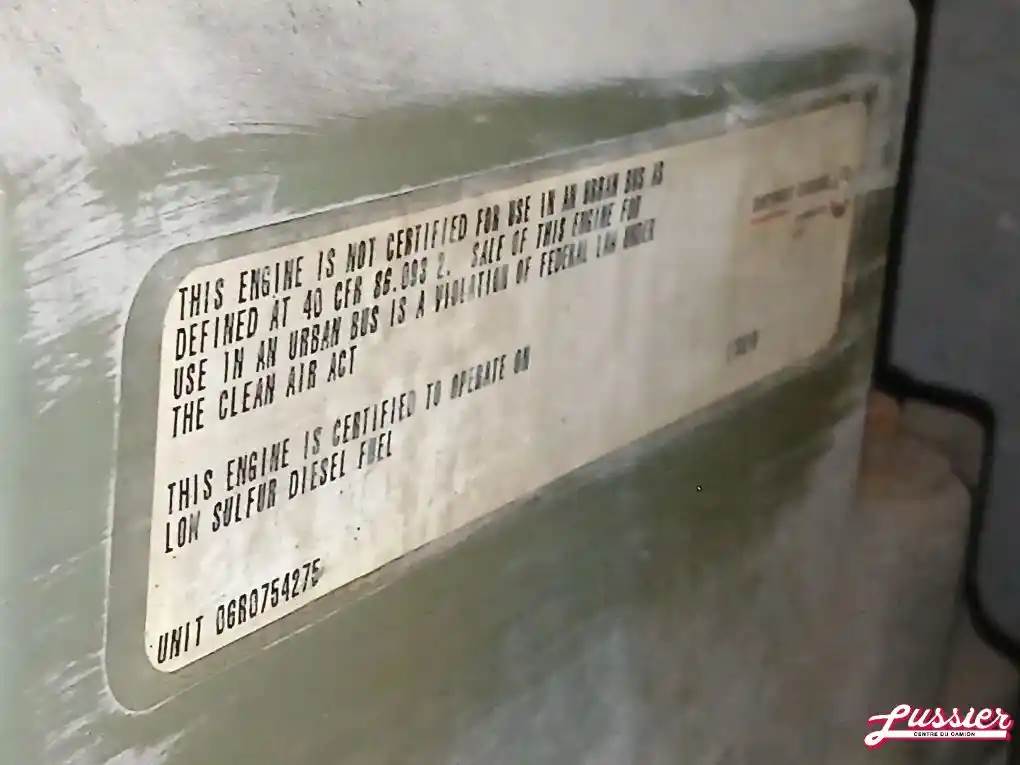 THIS ENGINE IS NOT CERTIFIED FOR USE IN AN URBAN BUS AS
DEFINED AT 40 CFR 86.093 2. SALE OF THIS ENGINE FOR
USE IN AN URBAN BUS IS A VIOLATION OF FEDERAL LAW UNDER
THE CLEAN AIR ACT
THIS ENGINE IS CERTIFIED TO OPERATE ON
LOW SULFUR DIESEL FUEL
UNIT 06R0754275
Lussier
CENTRE DU CAMION